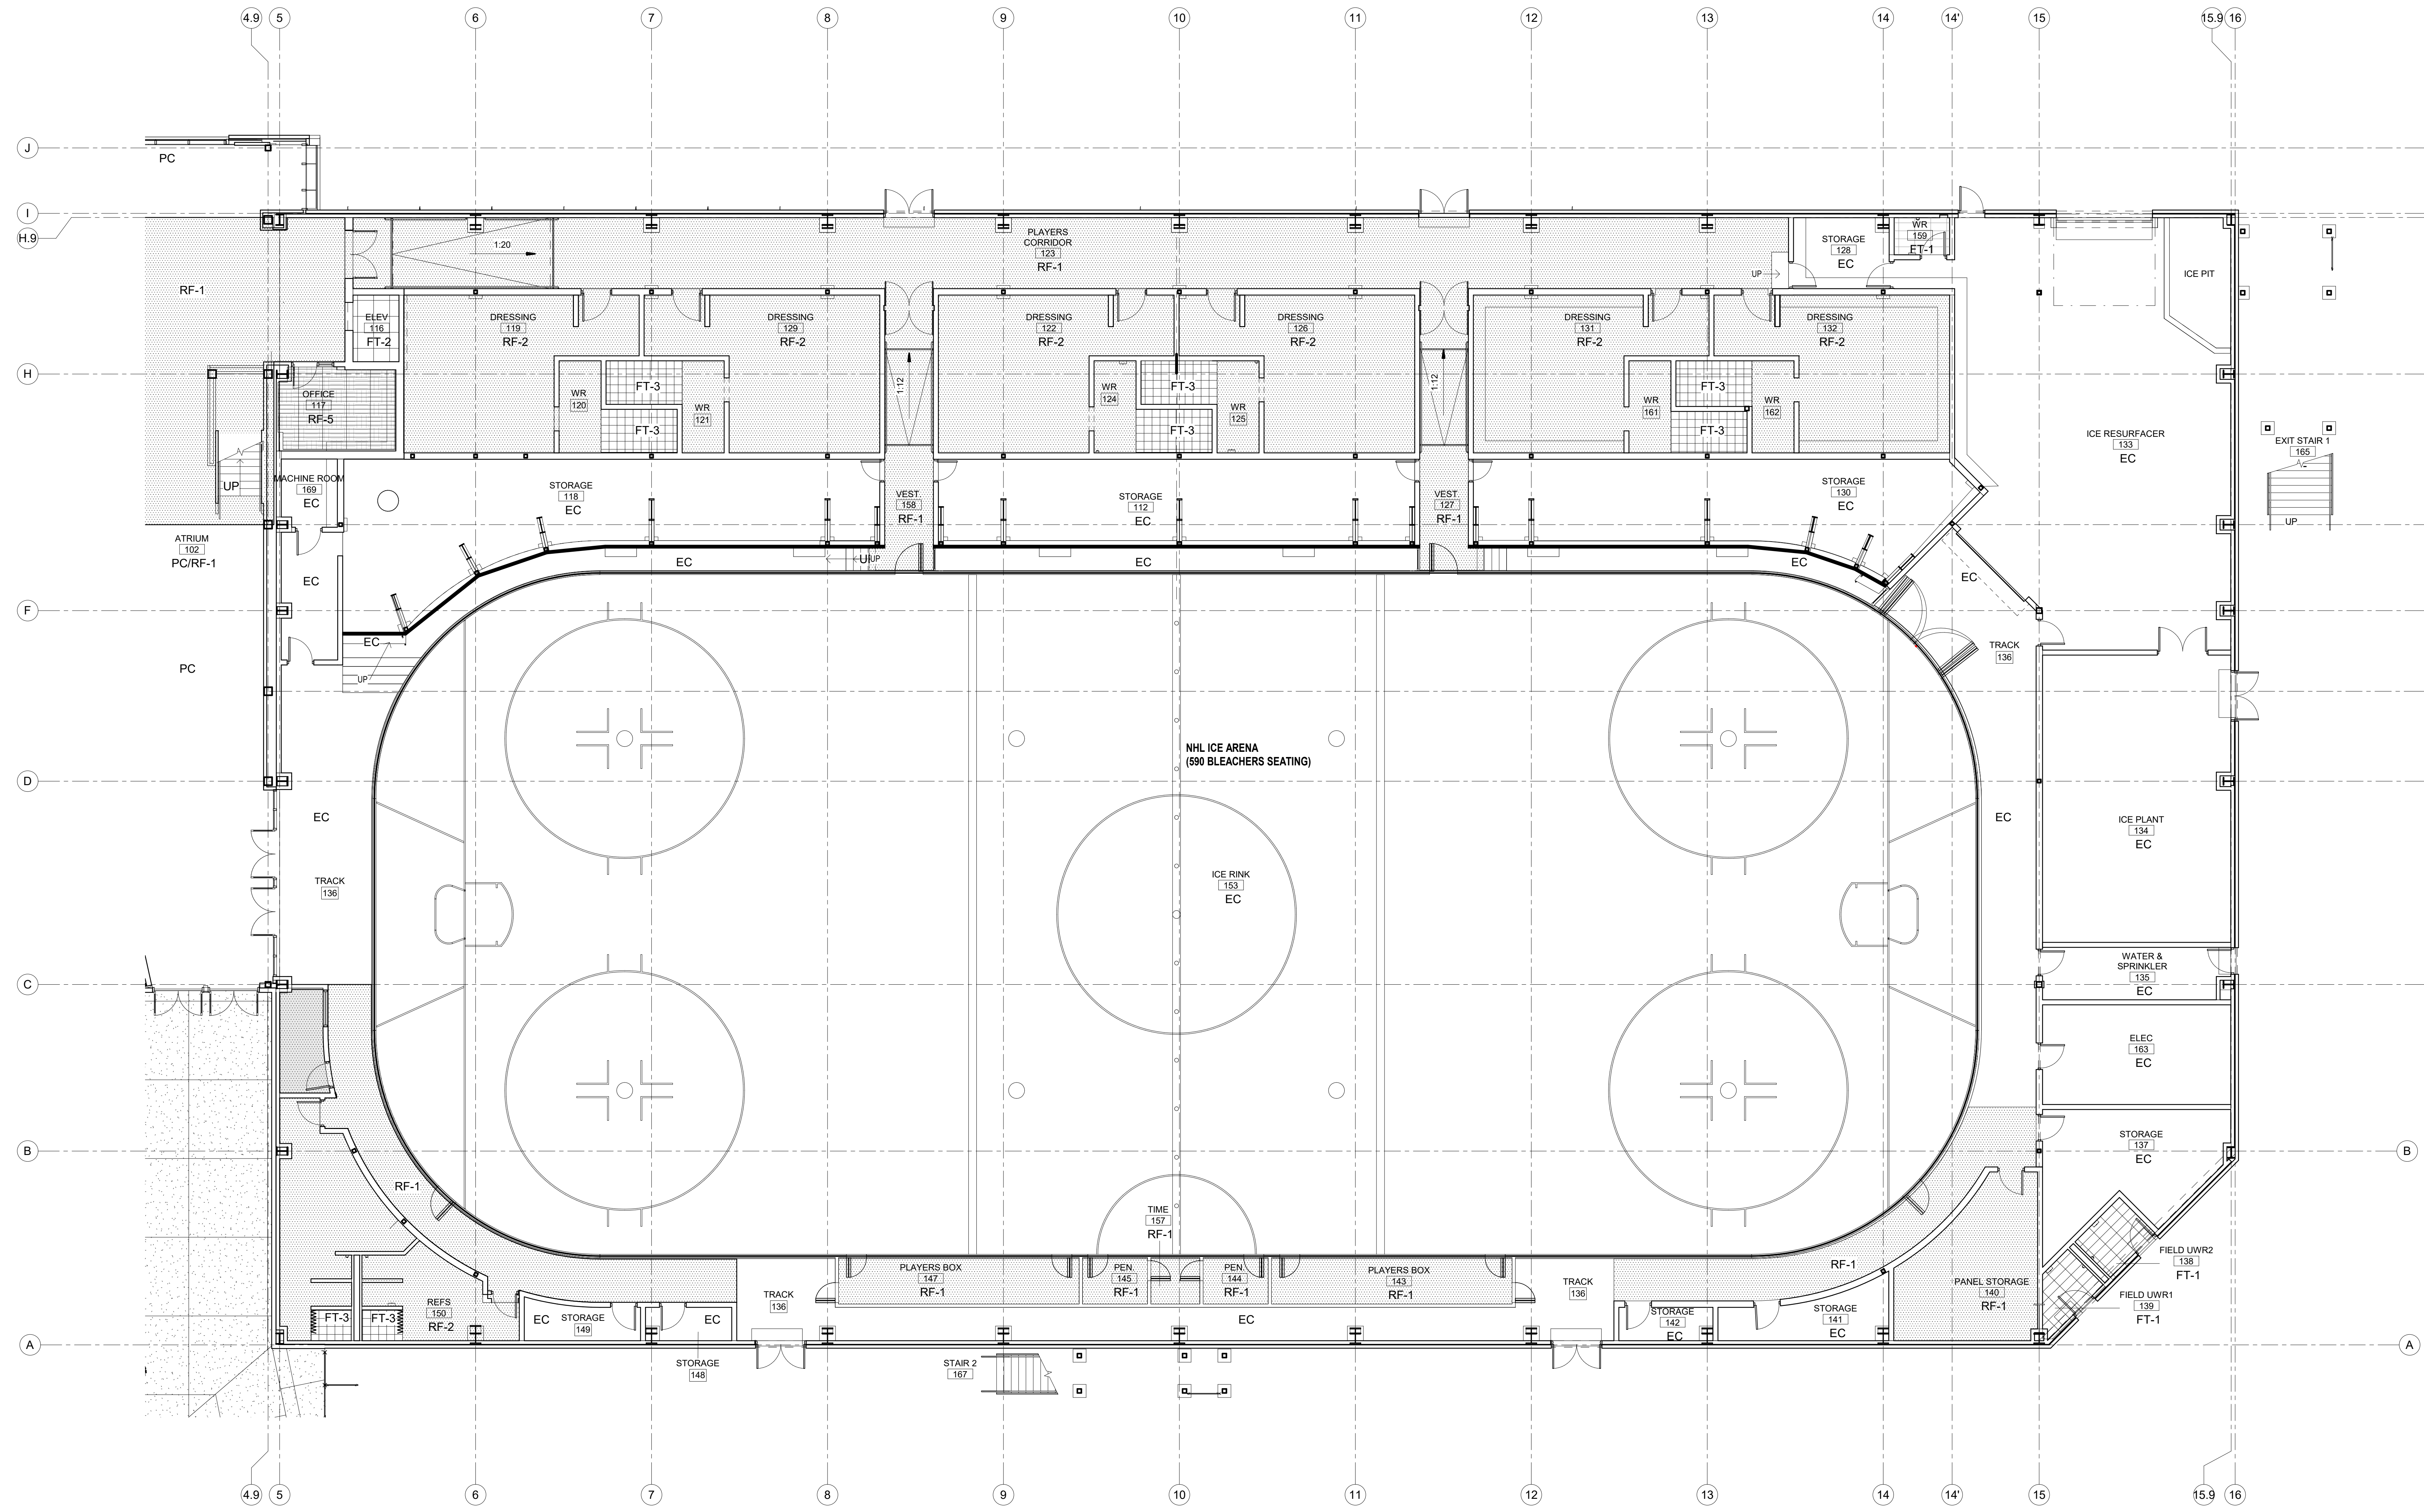 4.9 5 6 7 8 9 10 11 12 13 14 14' 15 15.9 16
J
PC
I
H.9
PLAYERS
CORRIDOR
123
RF-1
1:20
UP
STORAGE
128
EC
WR
159
FT-1
ICE PIT
RF-1
ELEV
116
FT-2
DRESSING
119
RF-2
DRESSING
129
RF-2
DRESSING
122
RF-2
DRESSING
126
RF-2
DRESSING
131
RF-2
DRESSING
132
RF-2
H
OFFICE
117
RF-5
WR
120
FT-3
FT-3
WR
121
1:12
WR
124
FT-3
FT-3
WR
125
1:12
WR
161
FT-3
FT-3
WR
162
ICE RESURFACER
133
EC
EXIT STAIR 1
165
UP
UP
MACHINE ROOM
169
EC
STORAGE
118
EC
VEST.
158
RF-1
STORAGE
112
EC
VEST.
127
RF-1
STORAGE
130
EC
ATRIUM
102
PC/RF-1
EC
EC
UP
UP
EC
EC
EC
F
EC
UP
PC
TRACK
136
NHL ICE ARENA
(590 BLEACHERS SEATING)
D
EC
EC
ICE PLANT
134
EC
TRACK
136
ICE RINK
153
EC
C
WATER &
SPRINKLER
135
EC
ELEC
163
EC
B
STORAGE
137
EC
B
RF-1
TIME
157
RF-1
FIELD UWR2
138
FT-1
FIELD UWR1
139
FT-1
PLAYERS BOX
147
RF-1
PEN.
145
RF-1
PEN.
144
RF-1
PLAYERS BOX
143
RF-1
RF-1
PANEL STORAGE
140
RF-1
TRACK
136
TRACK
136
FT-3
FT-3
REFS
150
RF-2
EC
STORAGE
149
EC
EC
STORAGE
142
EC
STORAGE
141
EC
A
A
STORAGE
148
STAIR 2
167
4.9 5 6 7 8 9 10 11 12 13 14 14' 15 15.9 16